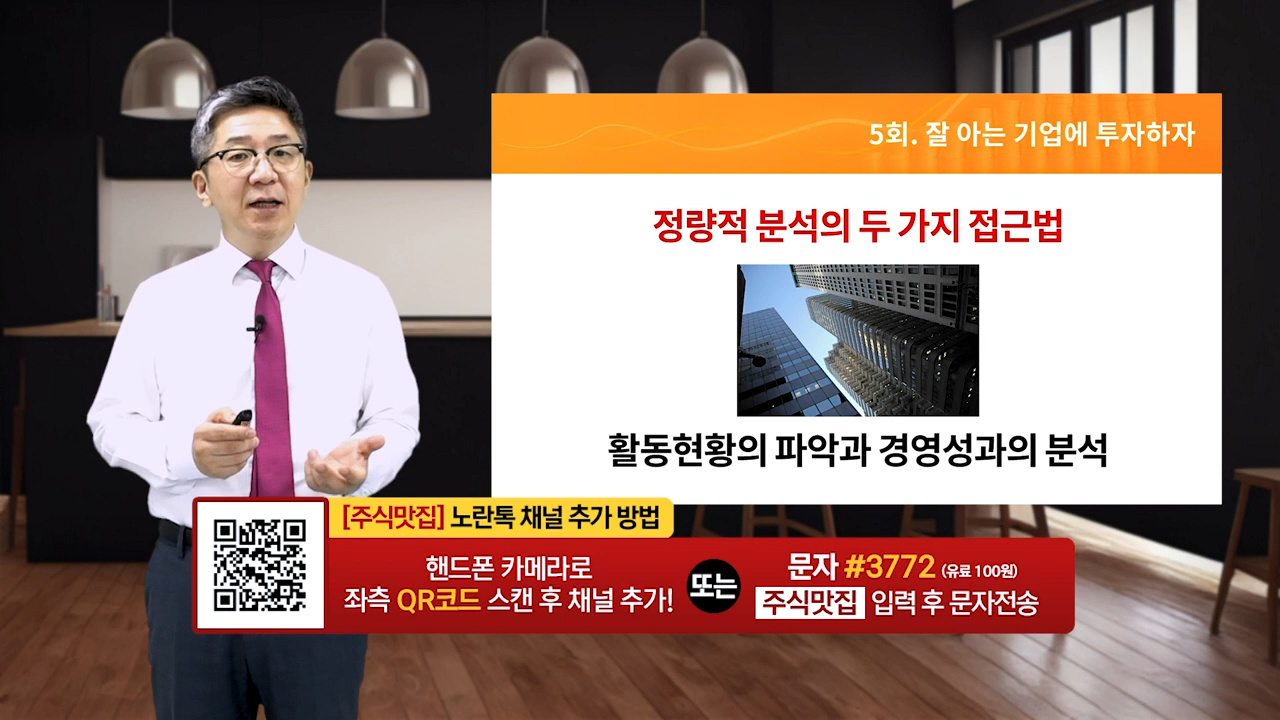 5회. 잘 아는 기업에 투자하자
정량적 분석의 두 가지 접근법
활동현황의 파악과 경영성과의 분석
[주식맛집] 노란톡 채널 추가 방법
핸드폰 카메라로
좌측 QR코드 스캔 후 채널 추가!
또는
문자 #3772 (유료 100원)
주식맛집 입력 후 문자전송